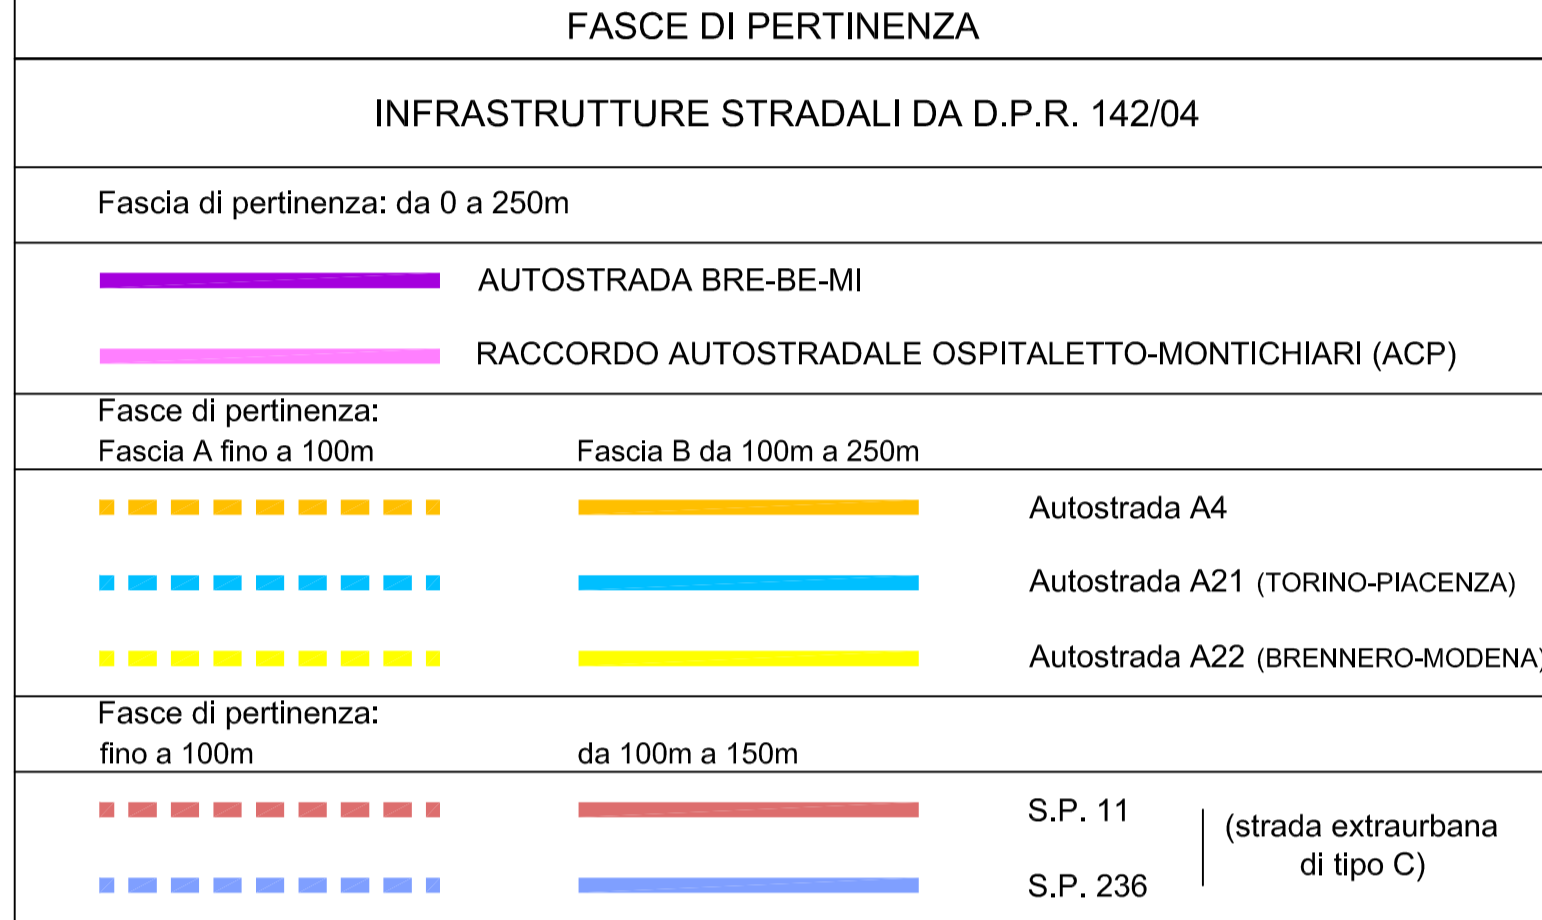 FASCE DI PERTINENZA
INFRASTRUTTURE STRADALI DA D.P.R. 142/04
Fascia di pertinenza: da 0 a 250m
AUTOSTRADA BRE-BE-MI
RACCORDO AUTOSTRADALE OSPITALETTO-MONTICHIARI (ACP)
Fasce di pertinenza:
Fascia A fino a 100m Fascia B da 100m a 250m
Autostrada A4
Autostrada A21 (TORINO-PIACENZA)
Autostrada A22 (BRENNERO-MODENA)
Fasce di pertinenza:
fino a 100m da 100m a 150m
S.P. 11
(strada extraurbana
di tipo C)
S.P. 236